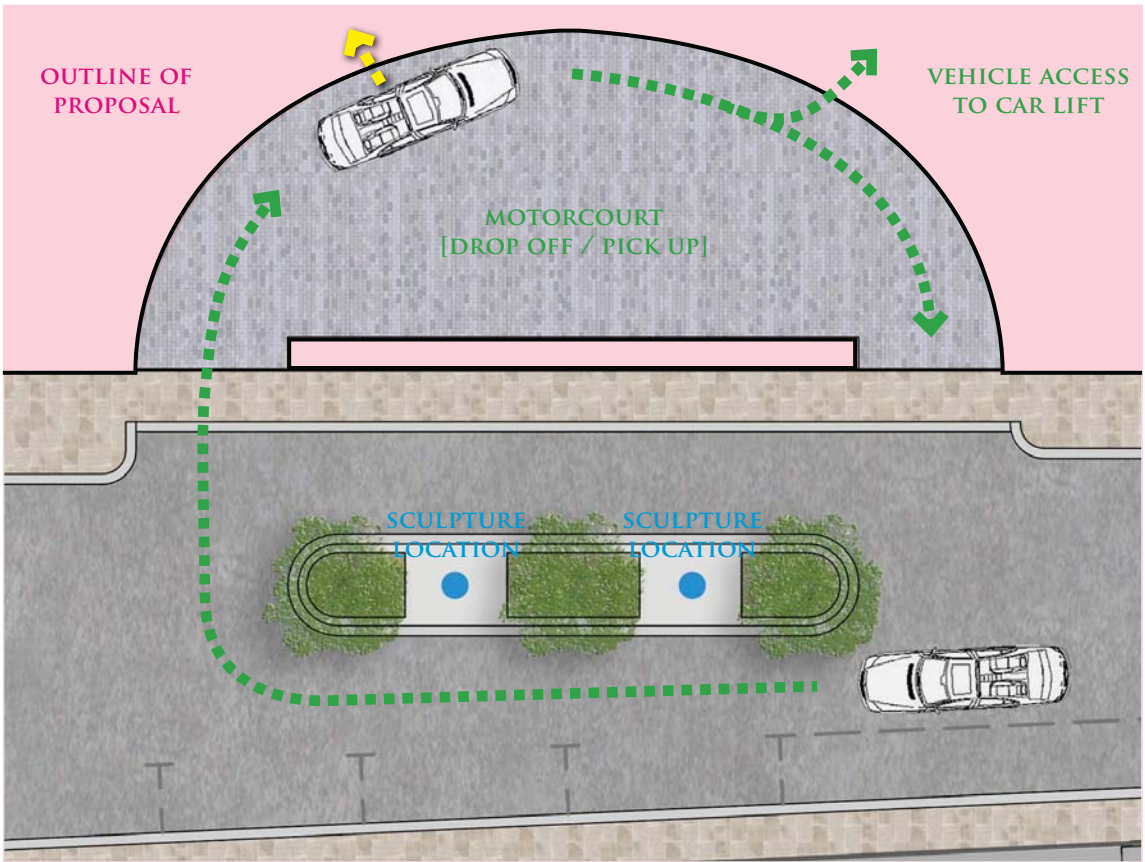 OUTLINE OF
PROPOSAL
VEHICLE ACCESS
TO CAR LIFT
MOTORCOURT
[DROP OFF / PICK UP]
SCULPTURE
LOCATION
SCULPTURE
LOCATION